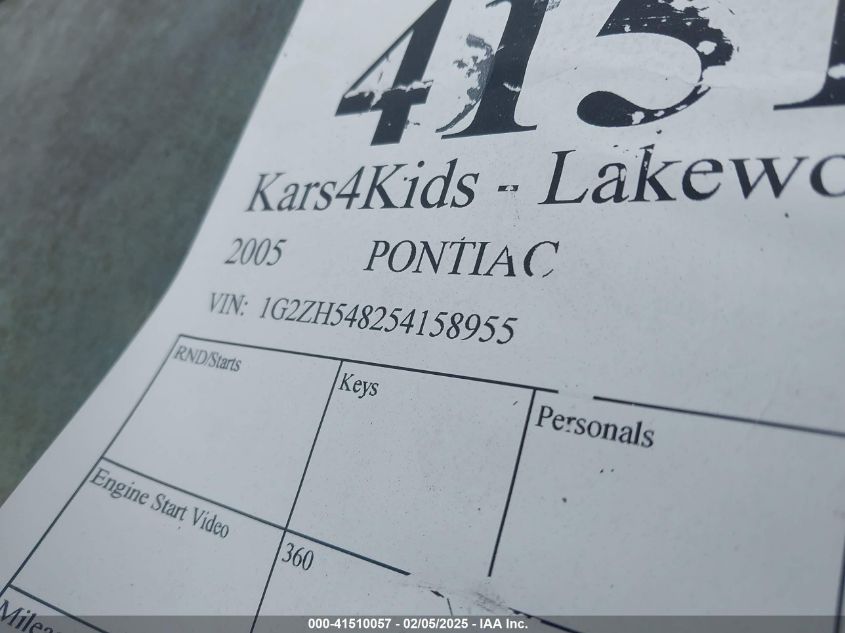 Kars4Kids - Lakewo
2005 PONTIAC
VIN: 1G2ZH548254158955
RND/Starts Keys Personals
Engine Start Video 360
Milea
000-41510057 - 02/05/2025 - IAA Inc.